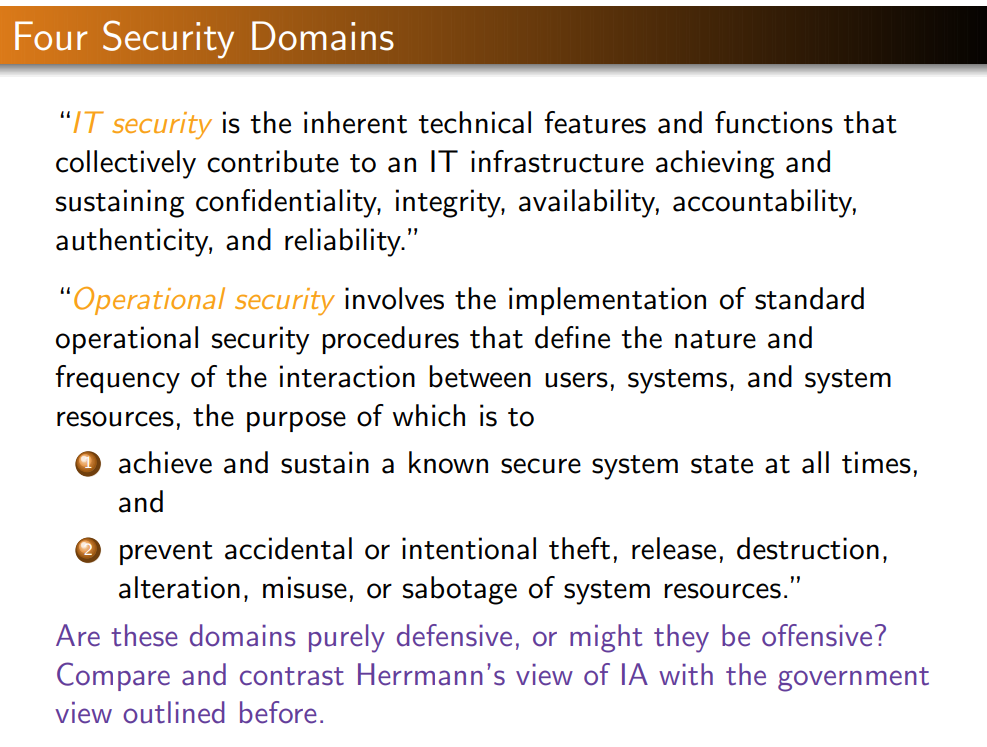 Four Security Domains
“IT security is the inherent technical features and functions that
collectively contribute to an IT infrastructure achieving and
sustaining confidentiality, integrity, availability, accountability,
authenticity, and reliability.”
“Operational security involves the implementation of standard
operational security procedures that define the nature and
frequency of the interaction between users, systems, and system
resources, the purpose of which is to
1 achieve and sustain a known secure system state at all times,
and
2 prevent accidental or intentional theft, release, destruction,
alteration, misuse, or sabotage of system resources.”
Are these domains purely defensive, or might they be offensive?
Compare and contrast Herrmann’s view of IA with the government
view outlined before.